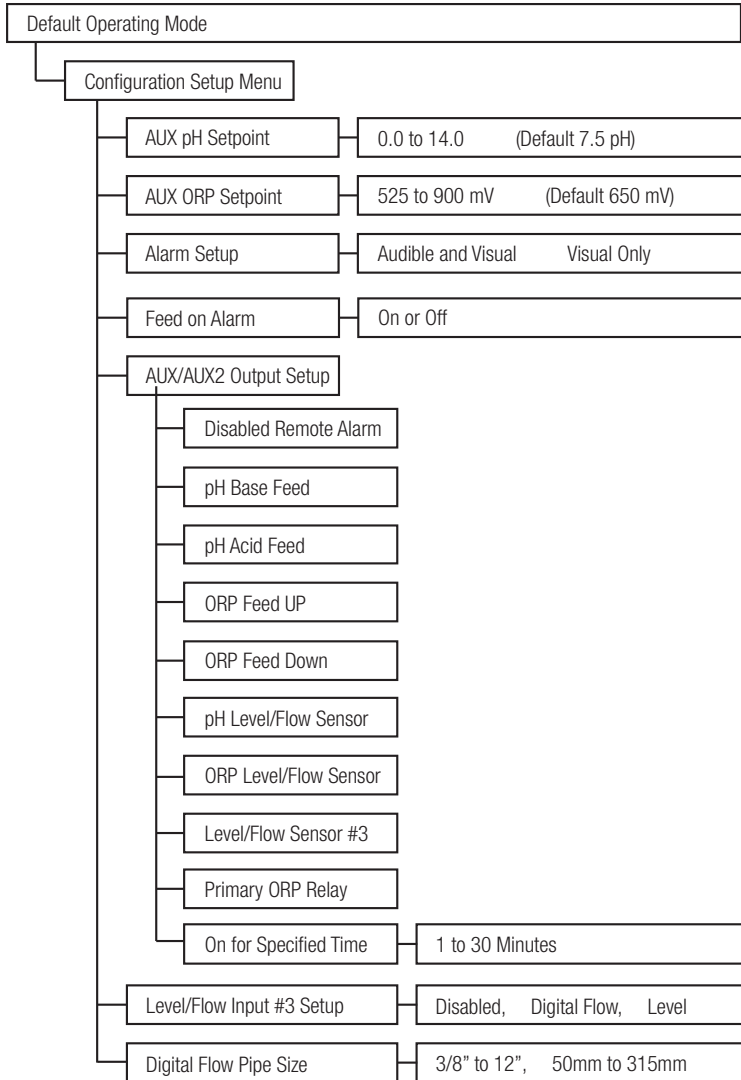 Default Operating Mode
Configuration Setup Menu
AUX pH Setpoint 0.0 to 14.0 (Default 7.5 pH)
AUX ORP Setpoint 525 to 900 mV (Default 650 mV)
Alarm Setup Audible and Visual Visual Only
Feed on Alarm On or Off
AUX/AUX2 Output Setup
Disabled Remote Alarm
pH Base Feed
pH Acid Feed
ORP Feed UP
ORP Feed Down
pH Level/Flow Sensor
ORP Level/Flow Sensor
Level/Flow Sensor #3
Primary ORP Relay
On for Specified Time 1 to 30 Minutes
Level/Flow Input #3 Setup Disabled, Digital Flow, Level
Digital Flow Pipe Size 3/8” to 12”, 50mm to 315mm